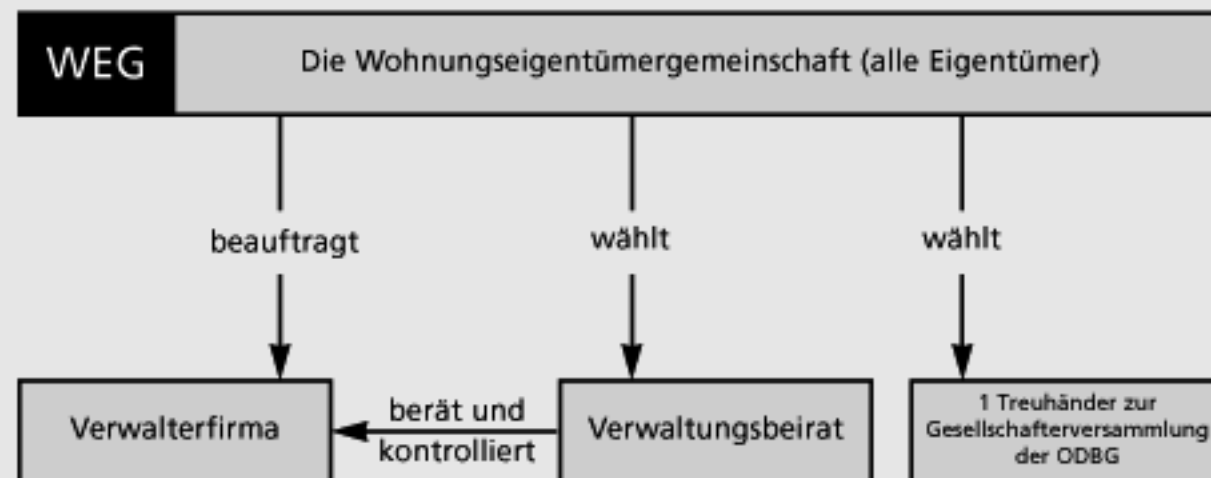 WEG
Die Wohnungseigentümergemeinschaft (alle Eigentümer)
beauftragt
wählt
wählt
Verwalterfirma
berät und
kontrolliert
Verwaltungsbeirat
1 Treuhänder zur
Gesellschafterversammlung
der ODBG